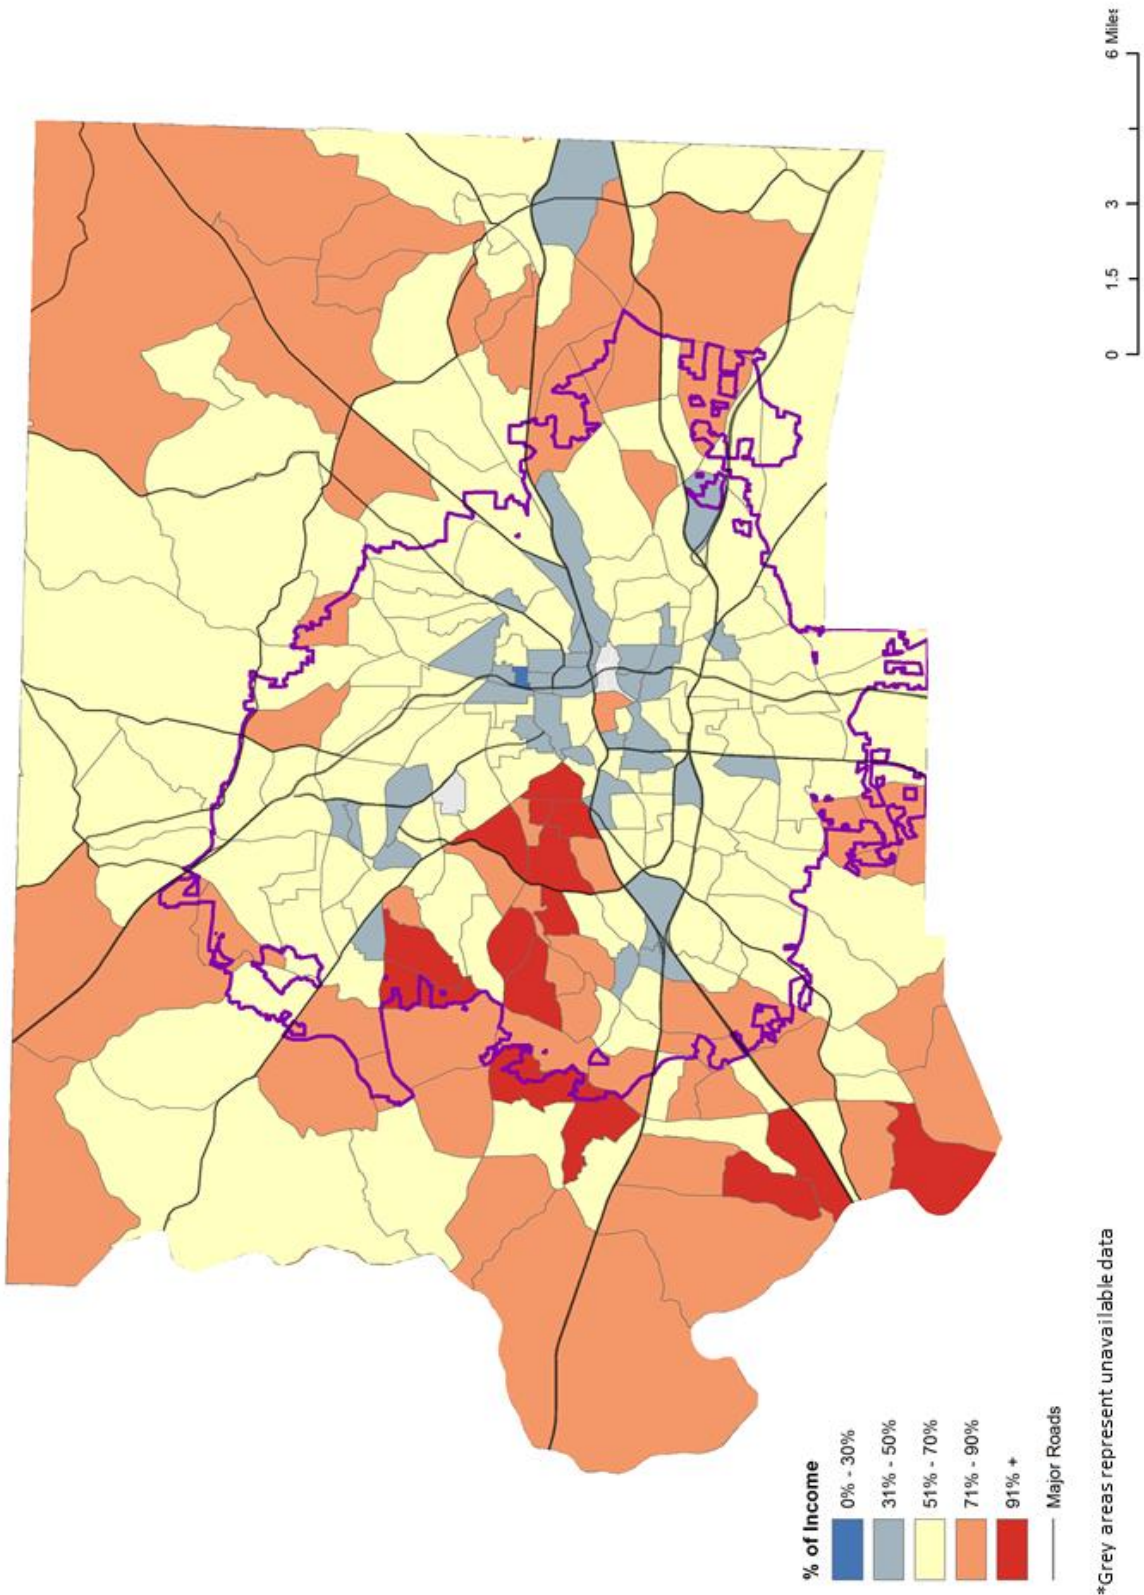 % of Income
0% - 30%
31% - 50%
51% - 70%
71% - 90%
91% +
Major Roads
*Grey areas represent unavailable data
0 1.5 3 6 Miles